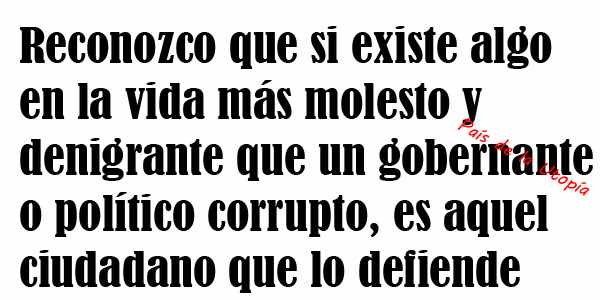 Reconozco que si existe algo
en la vida más molesto y
denigrante que un gobernante
o político corrupto, es aquel
ciudadano que lo defiende
País de la Utopía